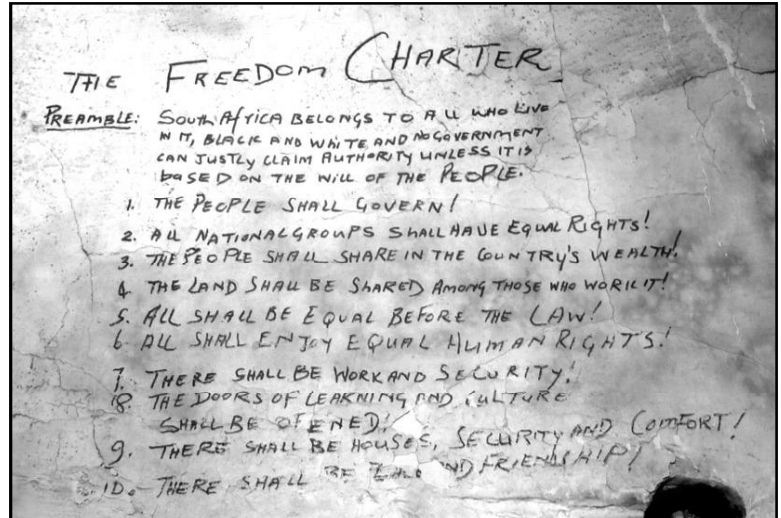 THE FREEDOM CHARTER
PREAMBLE: SOUTH AFRICA BELONGS TO ALL WHO LIVE
IN IT, BLACK AND WHITE AND NO GOVERNMENT
CAN JUSTLY CLAIM AUTHORITY UNLESS IT IS
BASED ON THE WILL OF THE PEOPLE.
1. THE PEOPLE SHALL GOVERN!
2. ALL NATIONAL GROUPS SHALL HAVE EQUAL RIGHTS!
3. THE PEOPLE SHALL SHARE IN THE COUNTRY'S WEALTH!
4. THE LAND SHALL BE SHARED AMONG THOSE WHO WORK IT!
5. ALL SHALL BE EQUAL BEFORE THE LAW!
6. ALL SHALL ENJOY EQUAL HUMAN RIGHTS!
7. THERE SHALL BE WORK AND SECURITY!
8. THE DOORS OF LEARNING AND CULTURE
SHALL BE OPENED!
9. THERE SHALL BE HOUSES, SECURITY AND COMFORT!
10. THERE SHALL BE AND FRIENDSHIP!